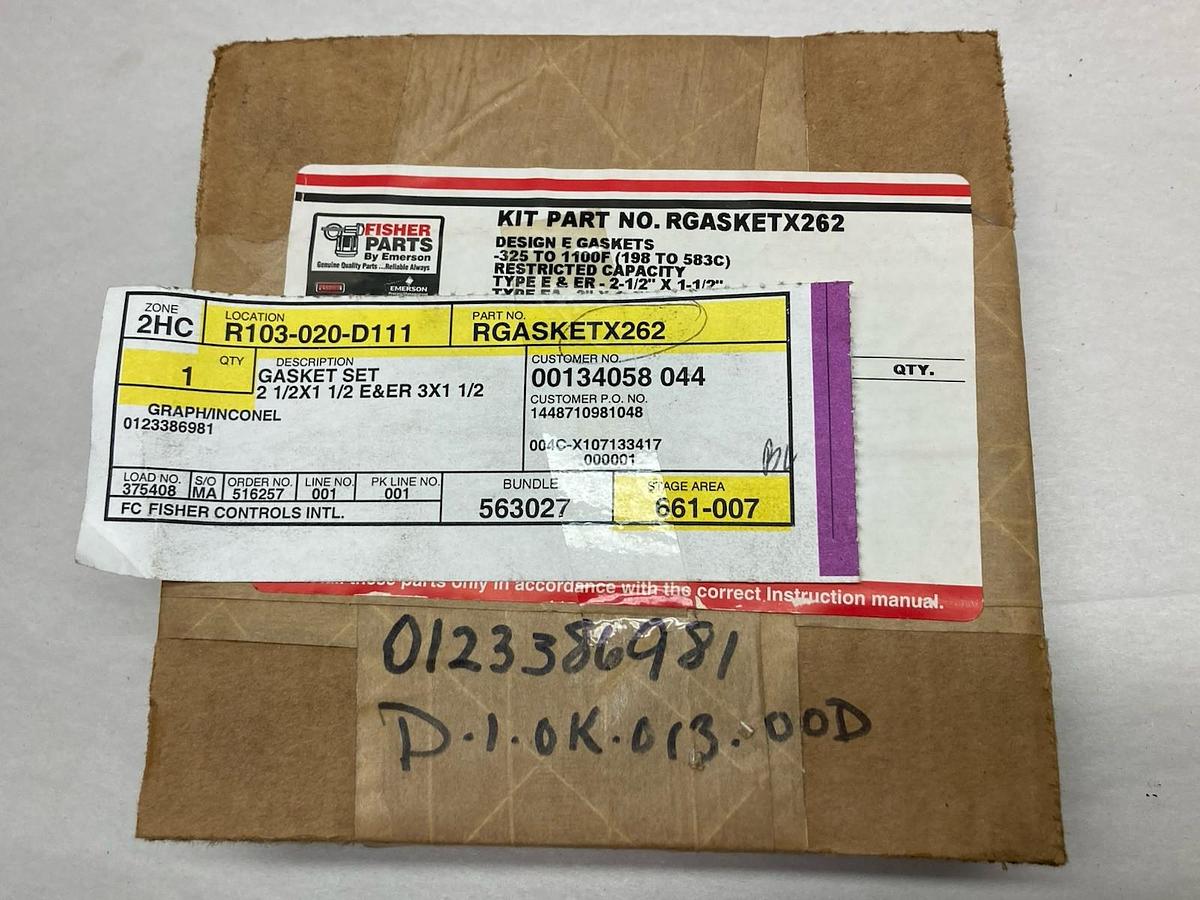 KIT PART NO. RGASKETX262
FISHER
PARTS
By Emerson
Genuine Quality Parts ...Reliable Always
EMERSON
DESIGN E GASKETS
-325 TO 1100F (198 TO 583C)
RESTRICTED CAPACITY
TYPE E & ER - 2-1/2" X 1-1/2"
QTY.
ZONE
2HC
LOCATION
R103-020-D111
PART NO.
RGASKETX262
QTY
1
DESCRIPTION
GASKET SET
2 1/2X1 1/2 E&ER 3X1 1/2
GRAPH/INCONEL
0123386981
CUSTOMER NO.
00134058 044
CUSTOMER P.O. NO.
1448710981048
004C-X107133417
000001
LOAD NO.
375408
S/O
MA
ORDER NO.
516257
LINE NO.
001
PK LINE NO.
001
BUNDLE
563027
STAGE AREA
661-007
FC FISHER CONTROLS INTL.
these parts only in accordance with the correct Instruction manual.
0123386981
D.1.0K.013.00D